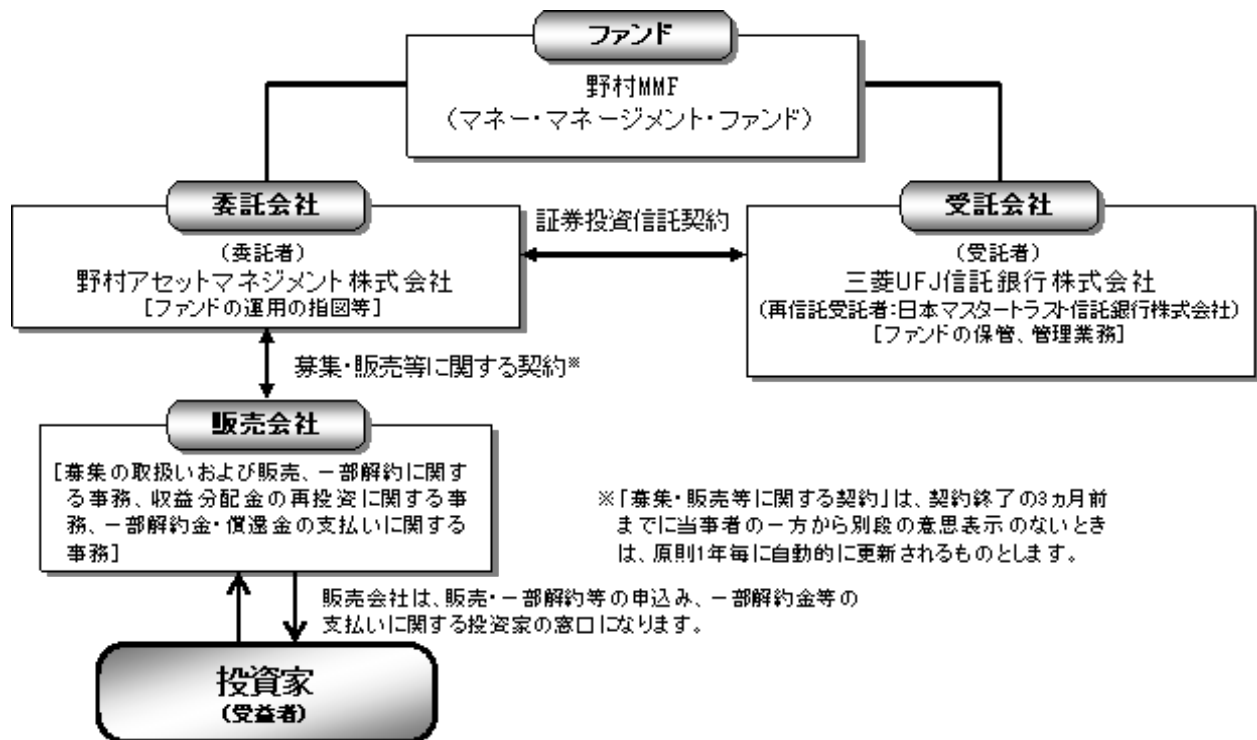 ファンド
野村MMF
(マネー・マネージメント・ファンド)
委託会社
(委託者)
野村アセットマネジメント株式会社
[ファンドの運用の指図等]
証券投資信託契約
受託会社
(受託者)
三菱UFJ信託銀行株式会社
(再信託受託者:日本マスタートラスト信託銀行株式会社)
[ファンドの保管、管理業務]
募集・販売等に関する契約※
販売会社
[募集の取扱いおよび販売、一部解約に関す
る事務、収益分配金の再投資に関する事
務、一部解約金・償還金の支払いに関する
事務]
※「募集・販売等に関する契約」は、契約終了の3ヵ月前
までに当事者の一方から別段の意思表示のないとき
は、原則1年毎に自動的に更新されるものとします。
販売会社は、販売・一部解約等の申込み、一部解約金等の
支払いに関する投資家の窓口になります。
投資家
(受益者)